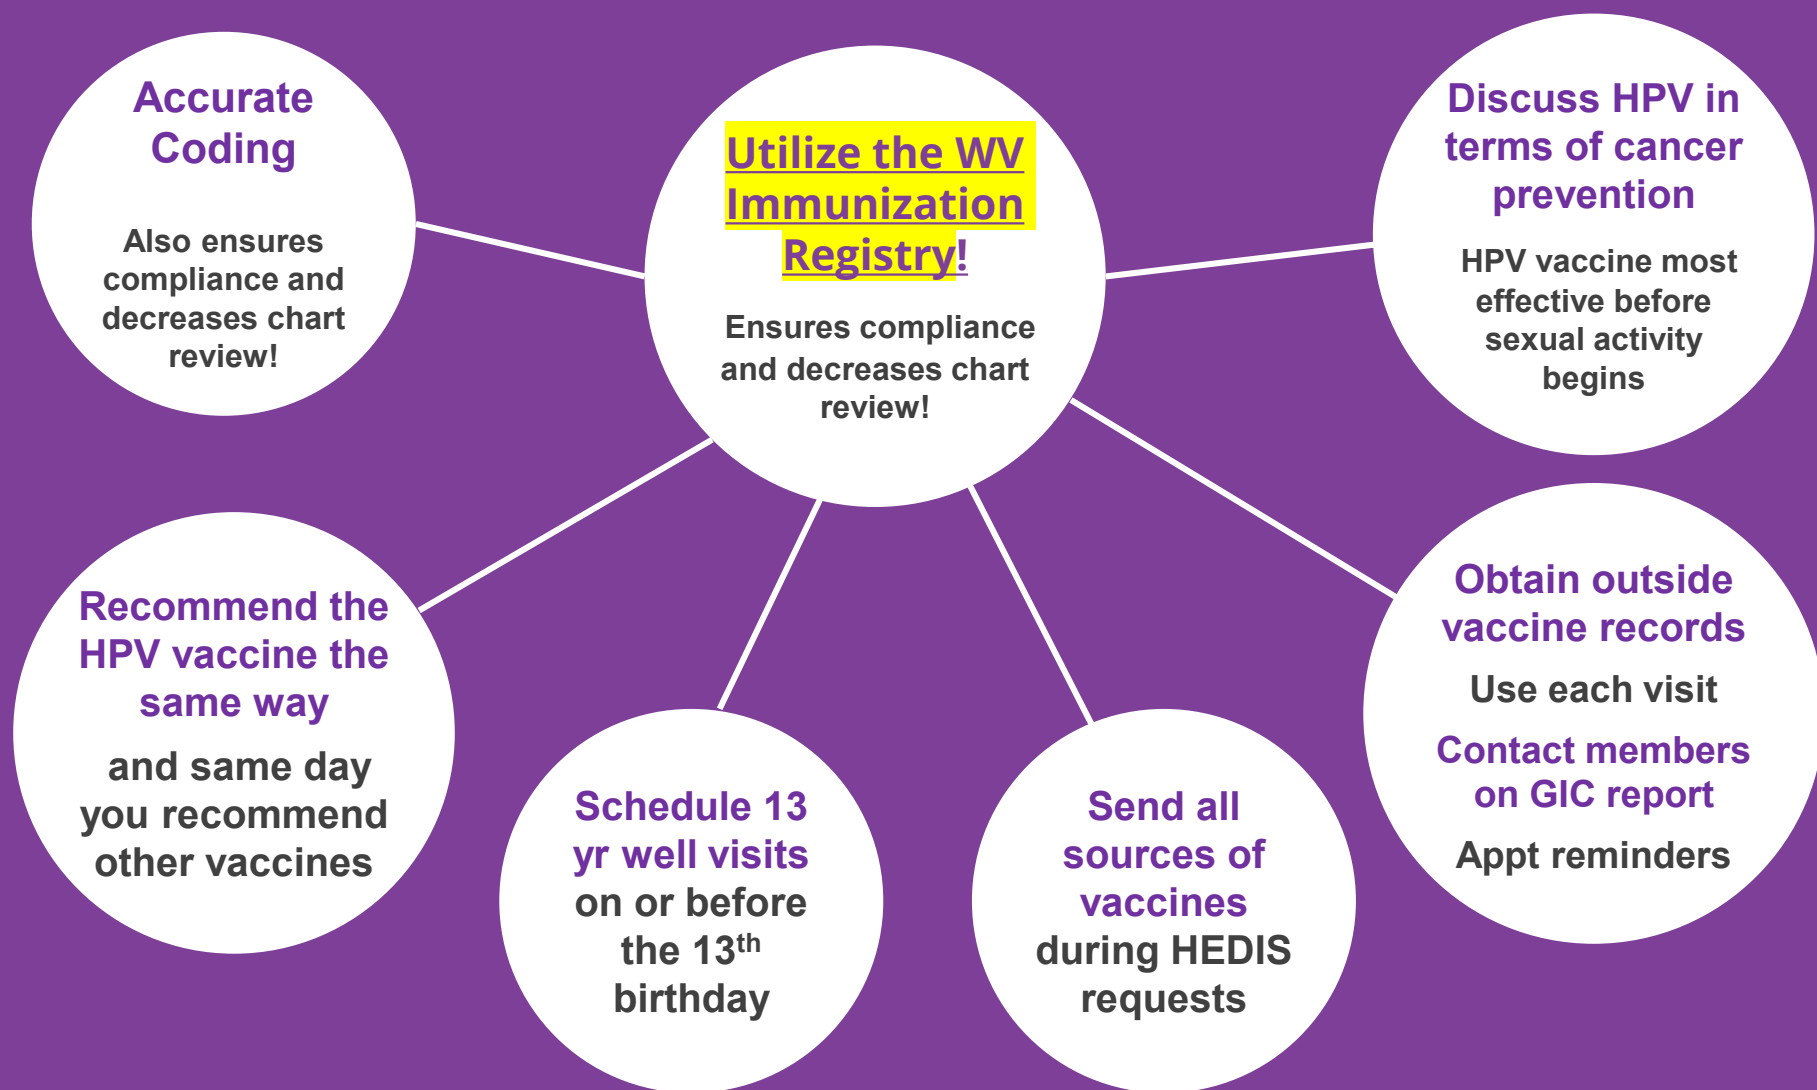 Accurate
Coding
Also ensures
compliance and
decreases chart
review!
Utilize the WV
Immunization
Registry!
Ensures compliance
and decreases chart
review!
Discuss HPV in
terms of cancer
prevention
HPV vaccine most
effective before
sexual activity
begins
Recommend the
HPV vaccine the
same way
and same day
you recommend
other vaccines
Schedule 13
yr well visits
on or before
the 13th
birthday
Send all
sources of
vaccines
during HEDIS
requests
Obtain outside
vaccine records
Use each visit
Contact members
on GIC report
Appt reminders